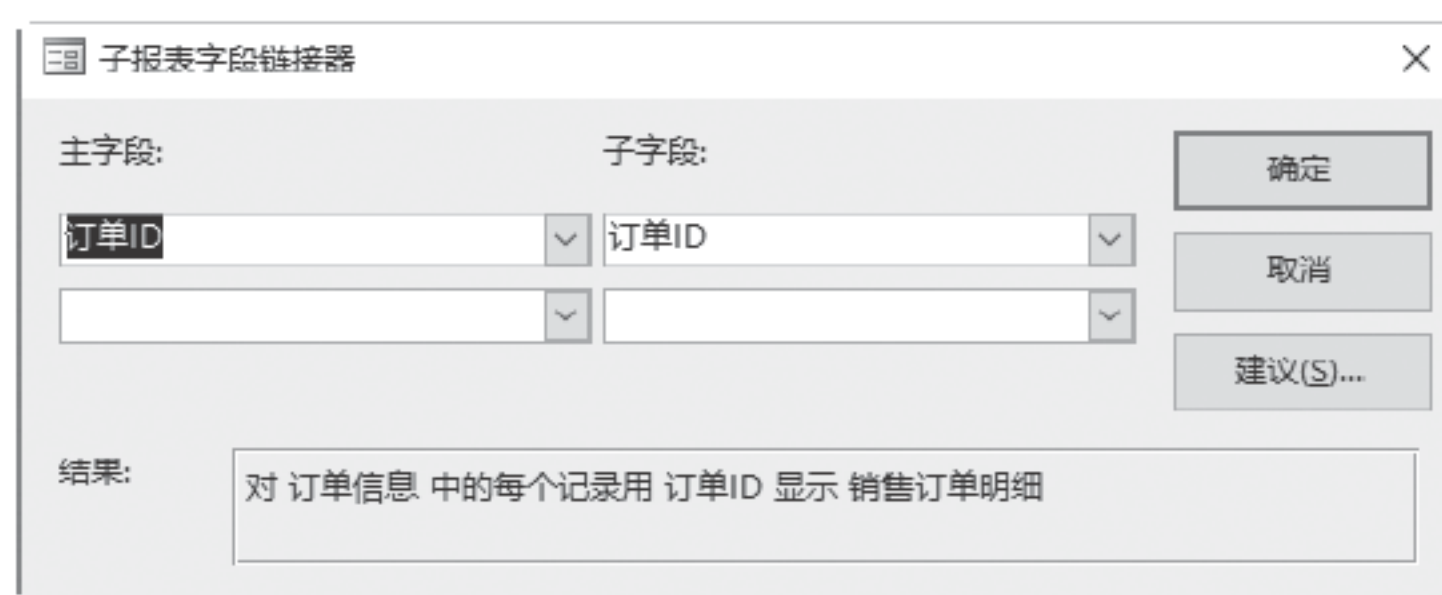 子报表字段链接器
主字段: 子字段:
订单ID 订单ID
确定
取消
建议(S)...
结果: 对 订单信息 中的每个记录用 订单ID 显示 销售订单明细